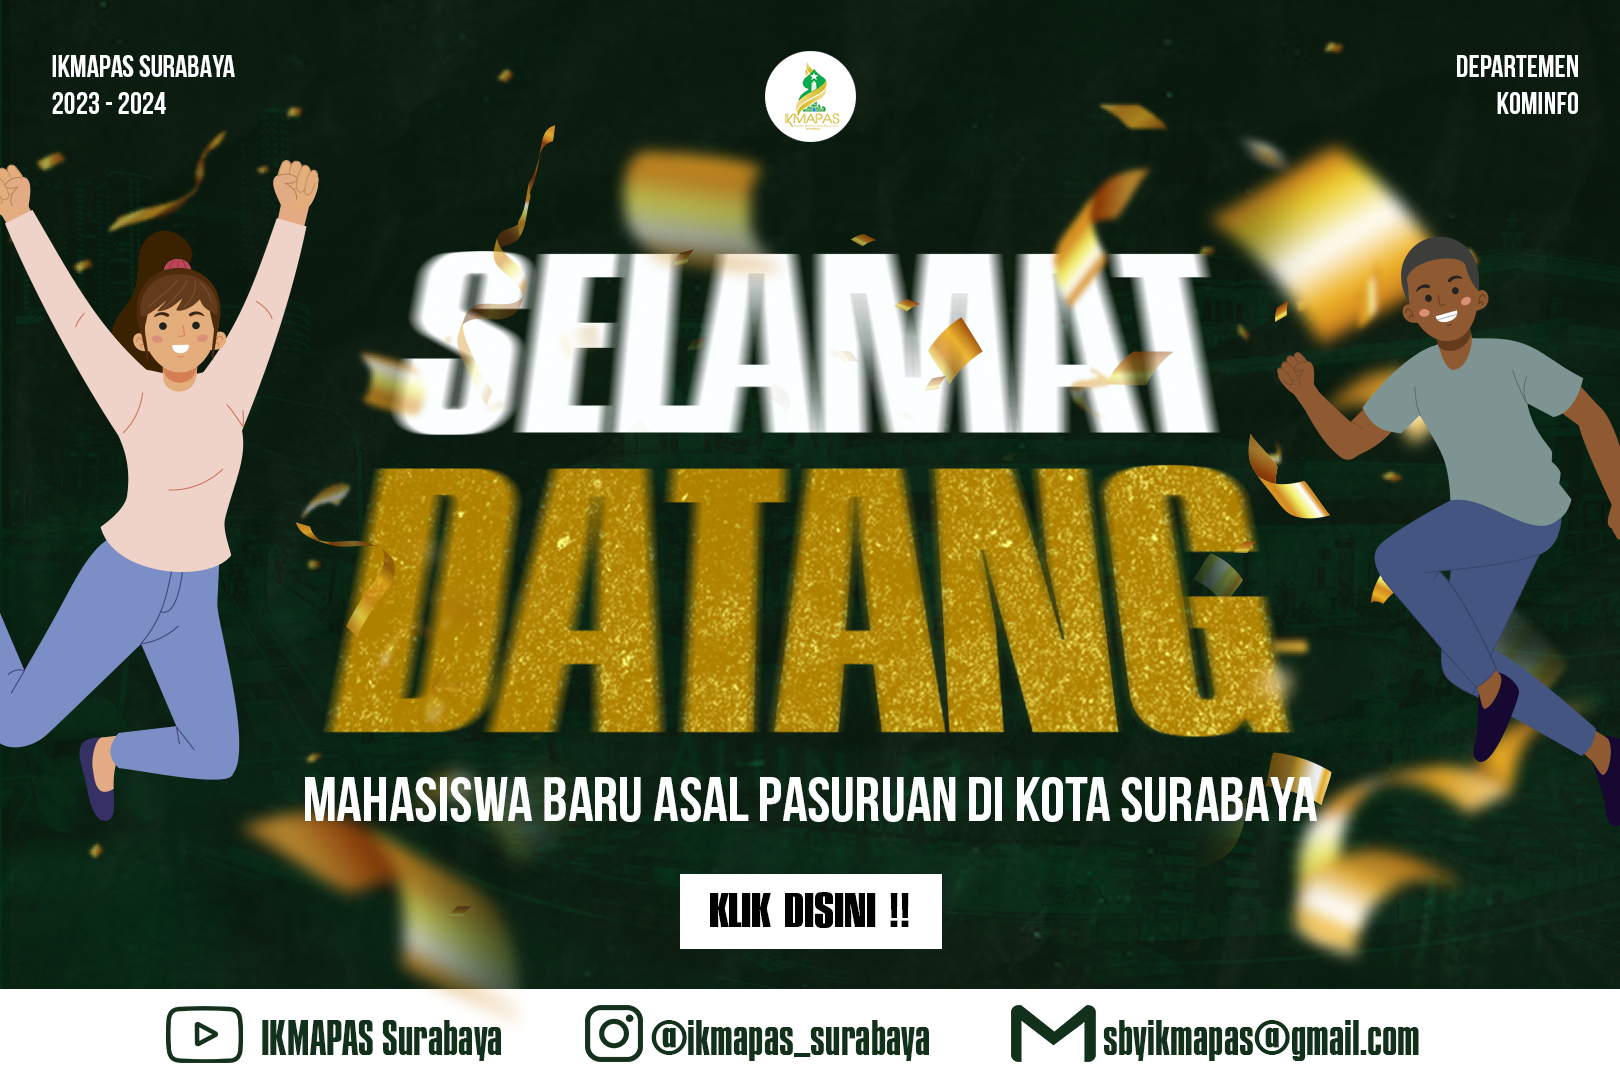 IKMAPAS SURABAYA
2023 - 2024
IKMAPAS
DEPARTEMEN
KOMINFO
SELAMAT
DATANG
MAHASISWA BARU ASAL PASURUAN DI KOTA SURABAYA
KLIK DISINI !!
IKMAPAS Surabaya
@ikmapas_surabaya
sbyikmapas@gmail.com